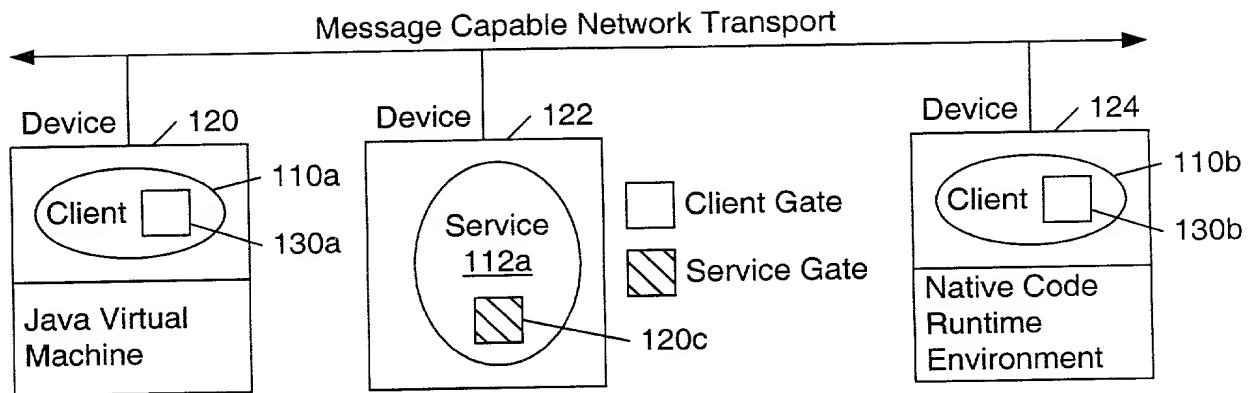 Message Capable Network Transport
Device
120
Device
122
Device
124
110a
Client
130a
Java Virtual
Machine
Service
112a
120c
Client Gate
Service Gate
110b
Client
130b
Native Code
Runtime
Environment